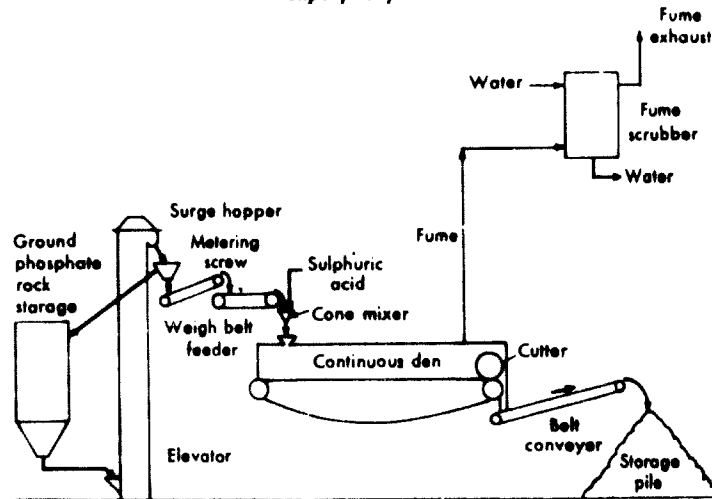 Fume
exhaust
Water
Fume
scrubber
Water
Surge hopper
Ground
phosphate
rock
starage
Metering
screw
Fume
Sulphuric
acid
Cone mixer
Weigh belt
feeder
Continuous den
Cutter
Belt
conveyer
Elevator
Storage
pile